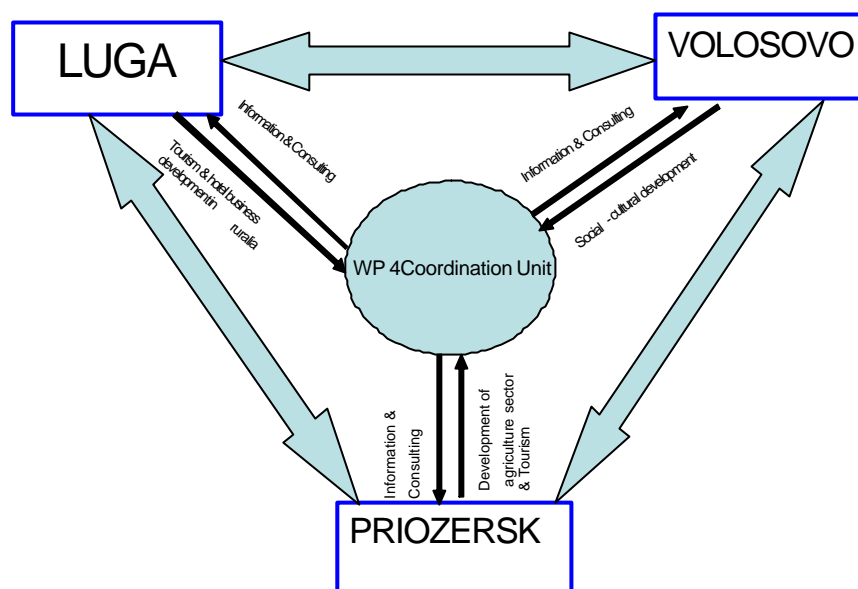 LUGA
VOLOSOVO
Information & Consulting
Tourism & hotel business
development in
ruralia
Information & Consulting
Social - cultural development
WP 4Coordination Unit
Information &
Consulting
Development of
agriculture sector
& Tourism
PRIOZERSK